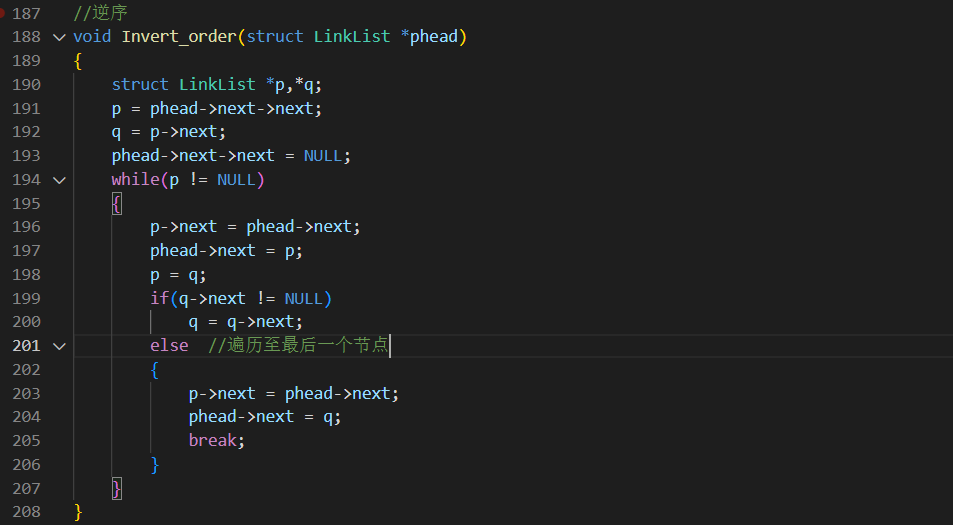 187 //逆序
188 void Invert_order(struct LinkList *phead)
189 {
190     struct LinkList *p,*q;
191     p = phead->next->next;
192     q = p->next;
193     phead->next->next = NULL;
194     while(p != NULL)
195     {
196         p->next = phead->next;
197         phead->next = p;
198         p = q;
199         if(q->next != NULL)
200             q = q->next;
201         else  //遍历至最后一个节点
202         {
203             p->next = phead->next;
204             phead->next = q;
205             break;
206         }
207     }
208 }